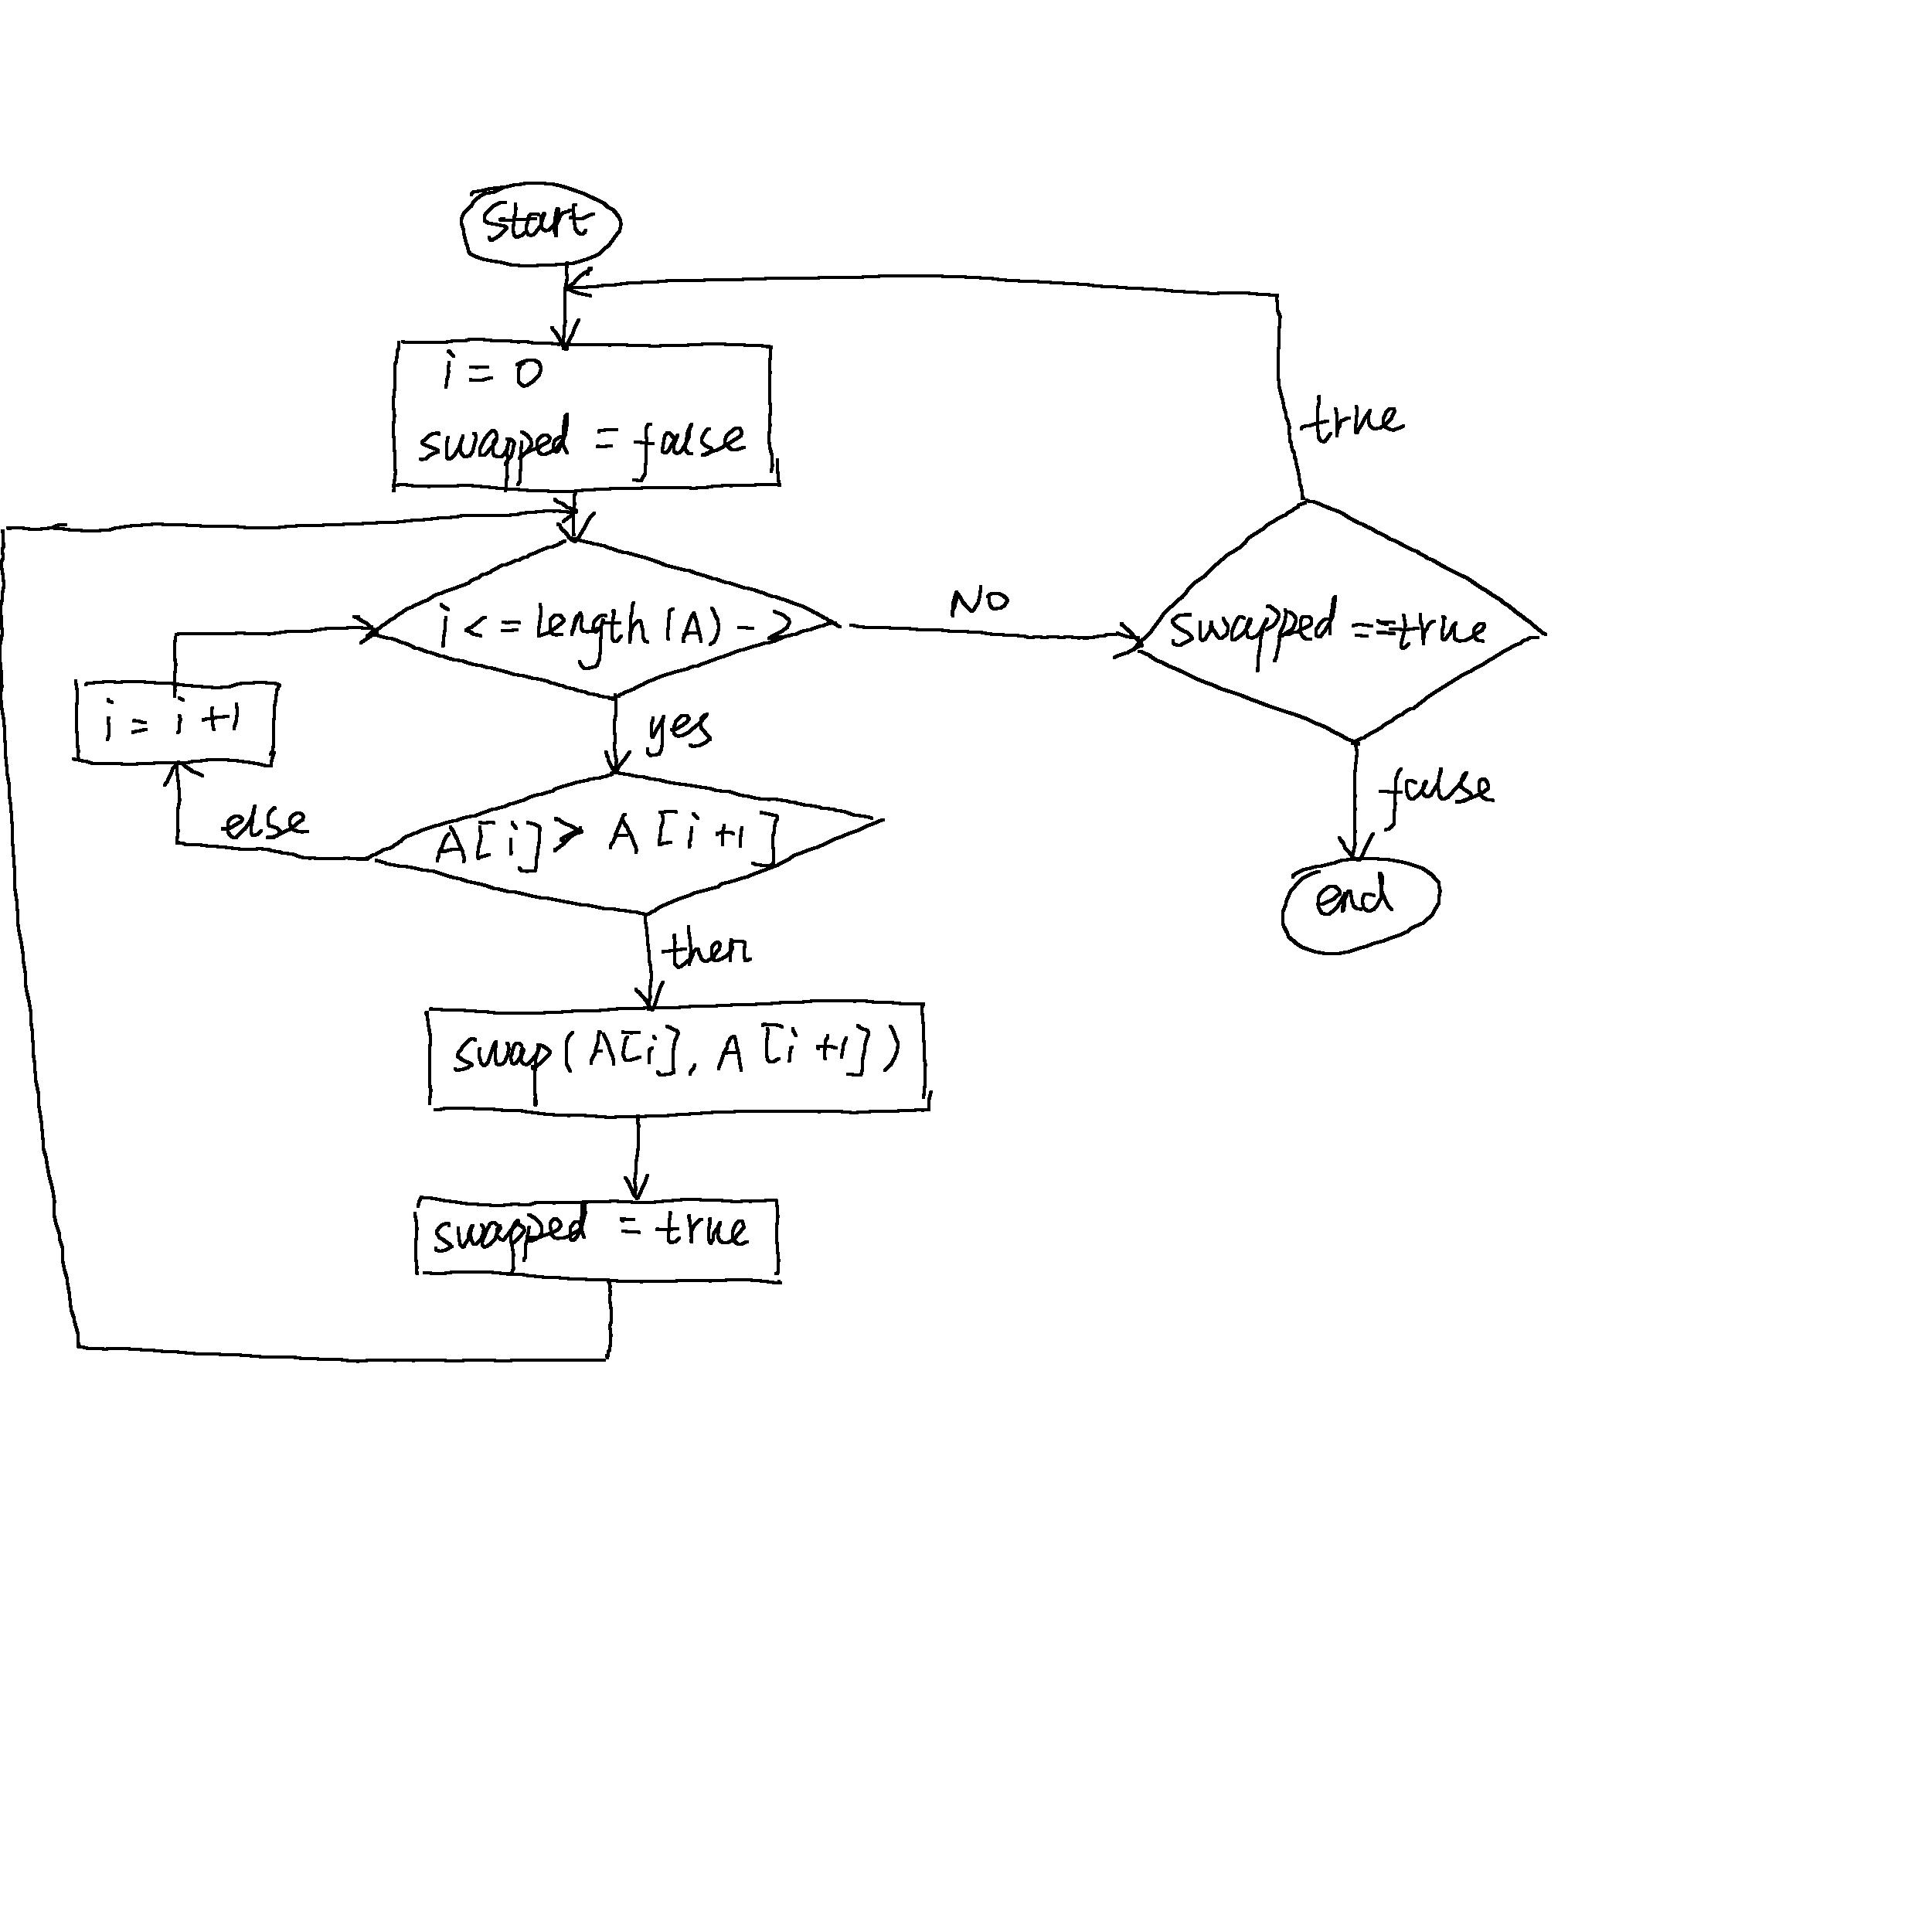 start
i = 0
swapped = false
true
i <= length(A) - 2
No
swapped == true
i = i +1
yes
else
false
A[i] > A[i+1]
end
then
swap(A[i], A[i+1])
swapped = true